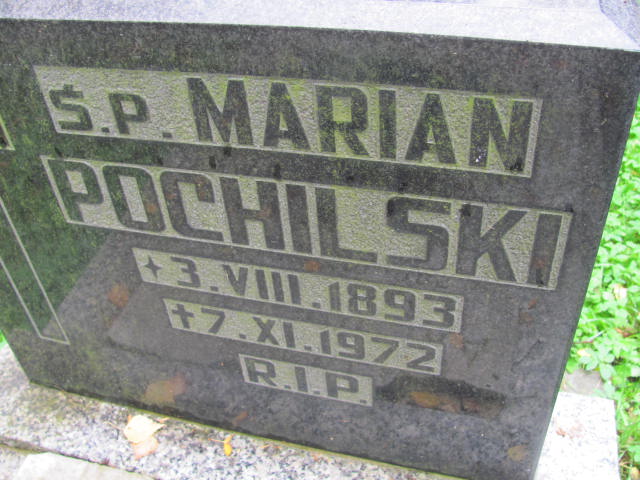 Ś.P. MARIAN
POCHILSKI
✶3.VIII.1893
†7.XI.1972
R.I.P.